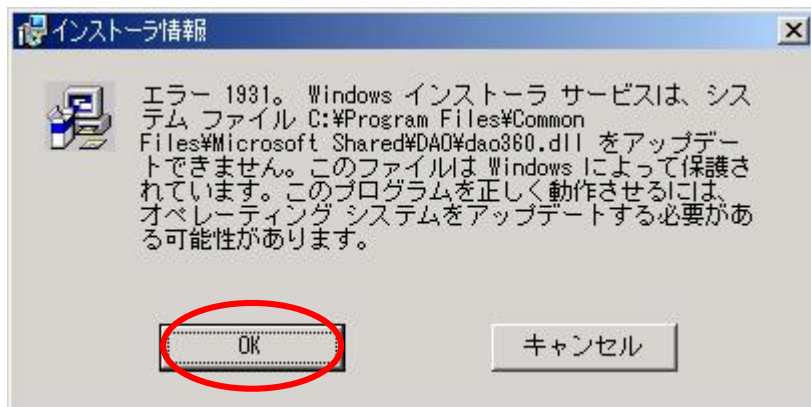 インストーラ情報
エラー 1931。 Windows インストーラ サービスは、シス
テム ファイル C:¥Program Files¥Common
Files¥Microsoft Shared¥DAO¥dao360.dll をアップデー
トできません。このファイルは Windows によって保護さ
れています。このプログラムを正しく動作させるには、
オペレーティング システムをアップデートする必要があ
る可能性があります。
OK
キャンセル